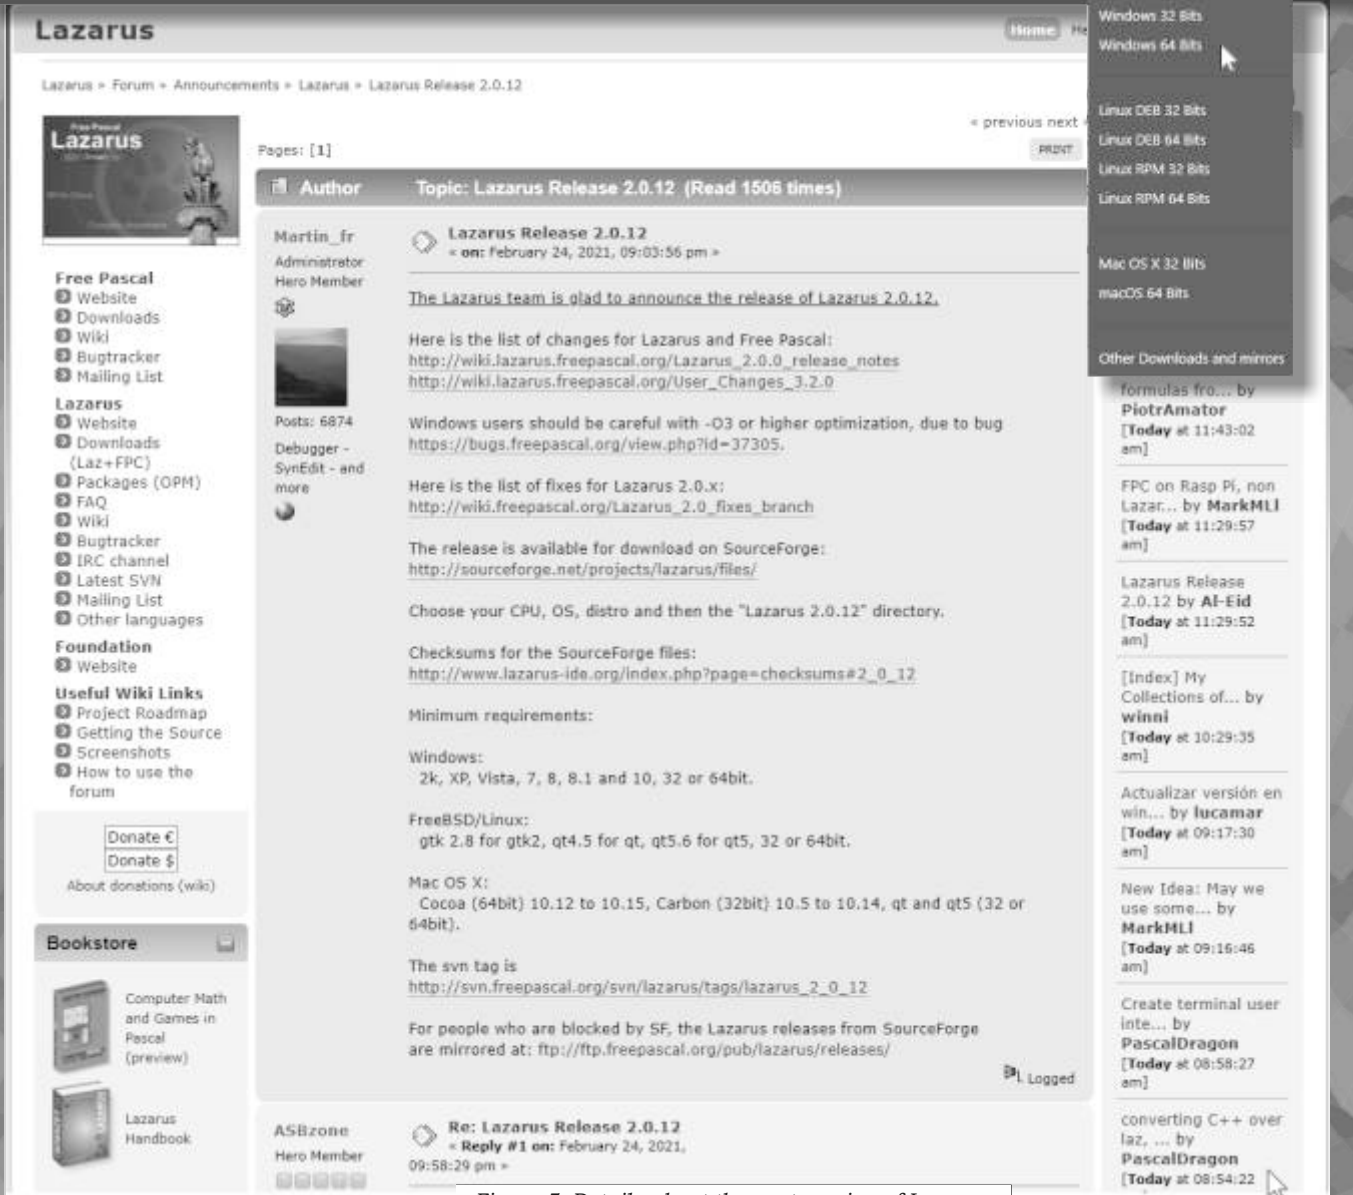 Lazarus
Home He
Windows 32 Bits
Windows 64 Bits
Linux DEB 32 Bits
Linux DEB 64 Bits
Linux RPM 32 Bits
Linux RPM 64 Bits
Mac OS X 32 Bits
macOS 64 Bits
Other Downloads and mirrors
Lazarus » Forum » Announcements » Lazarus » Lazarus Release 2.0.12
« previous next
Free Pascal
Lazarus
Pages: [1]
PRINT
Author Topic: Lazarus Release 2.0.12 (Read 1506 times)
Free Pascal
Website
Downloads
Wiki
Bugtracker
Mailing List
Lazarus
Website
Downloads
(Laz+FPC)
Packages (OPM)
FAQ
Wiki
Bugtracker
IRC channel
Latest SVN
Mailing List
Other languages
Foundation
Website
Useful Wiki Links
Project Roadmap
Getting the Source
Screenshots
How to use the
forum
Donate €
Donate $
About donations (wiki)
Bookstore
Computer Math
and Games in
Pascal
(preview)
Lazarus
Handbook
Martin_fr
Administrator
Hero Member
Posts: 6874
Debugger -
SynEdit - and
more
Lazarus Release 2.0.12
« on: February 24, 2021, 09:03:56 pm »
The Lazarus team is glad to announce the release of Lazarus 2.0.12.
Here is the list of changes for Lazarus and Free Pascal:
http://wiki.lazarus.freepascal.org/Lazarus_2.0.0_release_notes
http://wiki.lazarus.freepascal.org/User_Changes_3.2.0
Windows users should be careful with -O3 or higher optimization, due to bug
https://bugs.freepascal.org/view.php?id=37305.
Here is the list of fixes for Lazarus 2.0.x:
http://wiki.freepascal.org/Lazarus_2.0_fixes_branch
The release is available for download on SourceForge:
http://sourceforge.net/projects/lazarus/files/
Choose your CPU, OS, distro and then the "Lazarus 2.0.12" directory.
Checksums for the SourceForge files:
http://www.lazarus-ide.org/index.php?page=checksums#2_0_12
Minimum requirements:
Windows:
2k, XP, Vista, 7, 8, 8.1 and 10, 32 or 64bit.
FreeBSD/Linux:
gtk 2.8 for gtk2, qt4.5 for qt, qt5.6 for qt5, 32 or 64bit.
Mac OS X:
Cocoa (64bit) 10.12 to 10.15, Carbon (32bit) 10.5 to 10.14, qt and qt5 (32 or
64bit).
The svn tag is
http://svn.freepascal.org/svn/lazarus/tags/lazarus_2_0_12
For people who are blocked by SF, the Lazarus releases from SourceForge
are mirrored at: ftp://ftp.freepascal.org/pub/lazarus/releases/
Logged
ASBzone
Hero Member
Re: Lazarus Release 2.0.12
« Reply #1 on: February 24, 2021,
09:58:29 pm »
formulas fro... by
PiotrAmator
[Today at 11:43:02
am]
FPC on Rasp Pi, non
Lazar... by MarkMLl
[Today at 11:29:57
am]
Lazarus Release
2.0.12 by Al-Eid
[Today at 11:29:52
am]
[Index] My
Collections of... by
winni
[Today at 10:29:35
am]
Actualizar versión en
win... by lucamar
[Today at 09:17:30
am]
New Idea: May we
use some... by
MarkMLl
[Today at 09:16:46
am]
Create terminal user
inte... by
PascalDragon
[Today at 08:58:27
am]
converting C++ over
laz, ... by
PascalDragon
[Today at 08:54:22